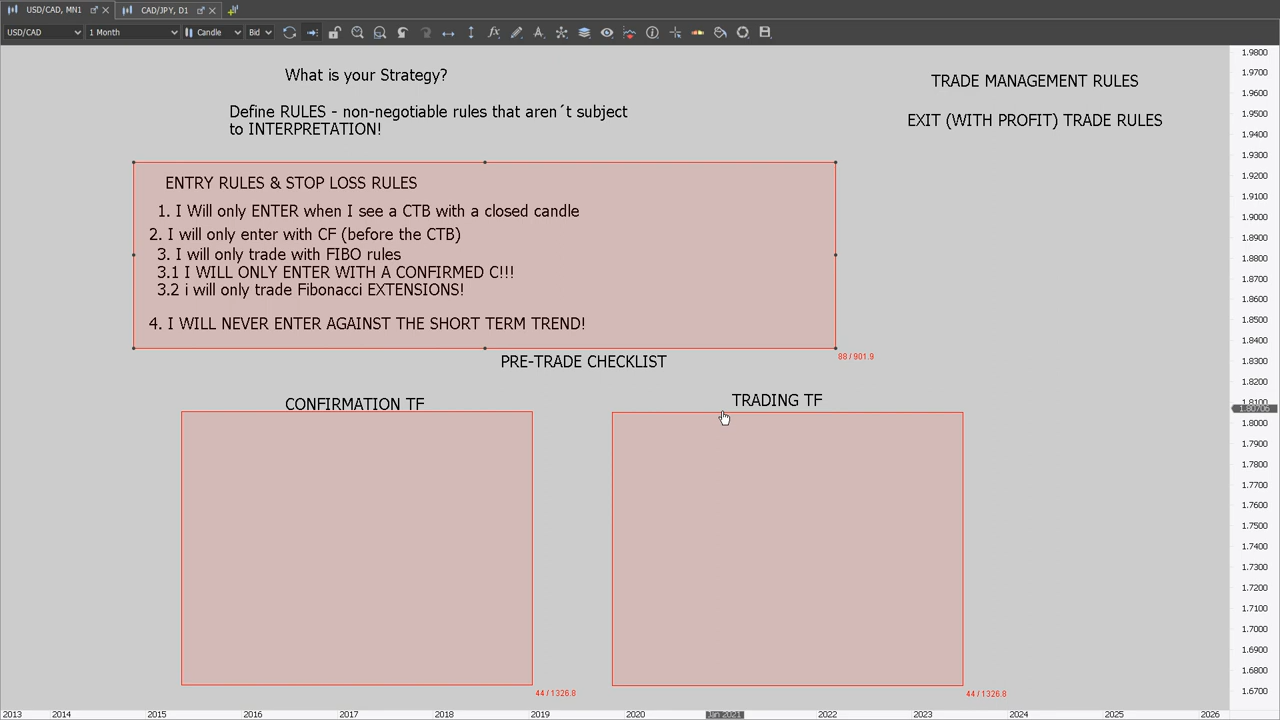 USD/CAD, MN1
CAD/JPY, D1
USD/CAD
1 Month
Candle
Bid
What is your Strategy?
TRADE MANAGEMENT RULES
Define RULES - non-negotiable rules that aren´t subject
to INTERPRETATION!
EXIT (WITH PROFIT) TRADE RULES
ENTRY RULES & STOP LOSS RULES
1. I Will only ENTER when I see a CTB with a closed candle
2. I will only enter with CF (before the CTB)
3. I will only trade with FIBO rules
3.1 I WILL ONLY ENTER WITH A CONFIRMED C!!!
3.2 i will only trade Fibonacci EXTENSIONS!
4. I WILL NEVER ENTER AGAINST THE SHORT TERM TREND!
88 / 901.9
PRE-TRADE CHECKLIST
CONFIRMATION TF
TRADING TF
44 / 1326.8
44 / 1326.8
1.9800
1.9700
1.9600
1.9500
1.9400
1.9300
1.9200
1.9100
1.9000
1.8900
1.8800
1.8700
1.8600
1.8500
1.8400
1.8300
1.8200
1.8100
1.80706
1.8000
1.7900
1.7800
1.7700
1.7600
1.7500
1.7400
1.7300
1.7200
1.7100
1.7000
1.6900
1.6800
1.6700
2013 2014 2015 2016 2017 2018 2019 2020 Jan 2021 2022 2023 2024 2025 2026